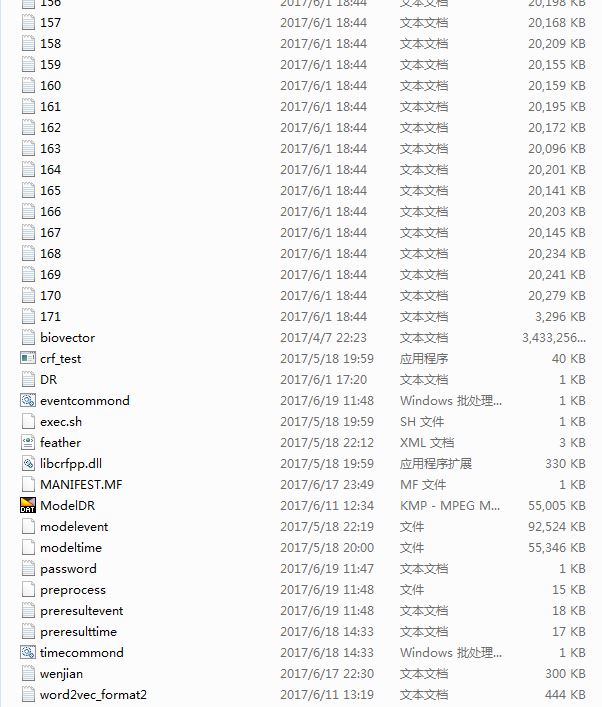 156 2017/6/1 18:44 文本文档 20,198 KB
157 2017/6/1 18:44 文本文档 20,168 KB
158 2017/6/1 18:44 文本文档 20,209 KB
159 2017/6/1 18:44 文本文档 20,155 KB
160 2017/6/1 18:44 文本文档 20,159 KB
161 2017/6/1 18:44 文本文档 20,195 KB
162 2017/6/1 18:44 文本文档 20,172 KB
163 2017/6/1 18:44 文本文档 20,096 KB
164 2017/6/1 18:44 文本文档 20,201 KB
165 2017/6/1 18:44 文本文档 20,141 KB
166 2017/6/1 18:44 文本文档 20,203 KB
167 2017/6/1 18:44 文本文档 20,145 KB
168 2017/6/1 18:44 文本文档 20,234 KB
169 2017/6/1 18:44 文本文档 20,241 KB
170 2017/6/1 18:44 文本文档 20,279 KB
171 2017/6/1 18:44 文本文档 3,296 KB
biovector 2017/4/7 22:23 文本文档 3,433,256...
crf_test 2017/5/18 19:59 应用程序 40 KB
DR 2017/6/1 17:20 文本文档 1 KB
eventcommond 2017/6/19 11:48 Windows 批处理... 1 KB
exec.sh 2017/5/18 19:59 SH 文件 1 KB
feather 2017/5/18 22:12 XML 文档 3 KB
libcrfpp.dll 2017/5/18 19:59 应用程序扩展 330 KB
MANIFEST.MF 2017/6/17 23:49 MF 文件 1 KB
DAT ModelDR 2017/6/11 12:34 KMP - MPEG M... 55,005 KB
modelevent 2017/5/18 22:19 文件 92,524 KB
modeltime 2017/5/18 20:00 文件 55,346 KB
password 2017/6/19 11:47 文本文档 1 KB
preprocess 2017/6/19 11:48 文件 15 KB
preresultevent 2017/6/19 11:48 文本文档 18 KB
preresulttime 2017/6/18 14:33 文本文档 17 KB
timecommond 2017/6/18 14:33 Windows 批处理... 1 KB
wenjian 2017/6/17 22:30 文本文档 300 KB
word2vec_format2 2017/6/11 13:19 文本文档 444 KB